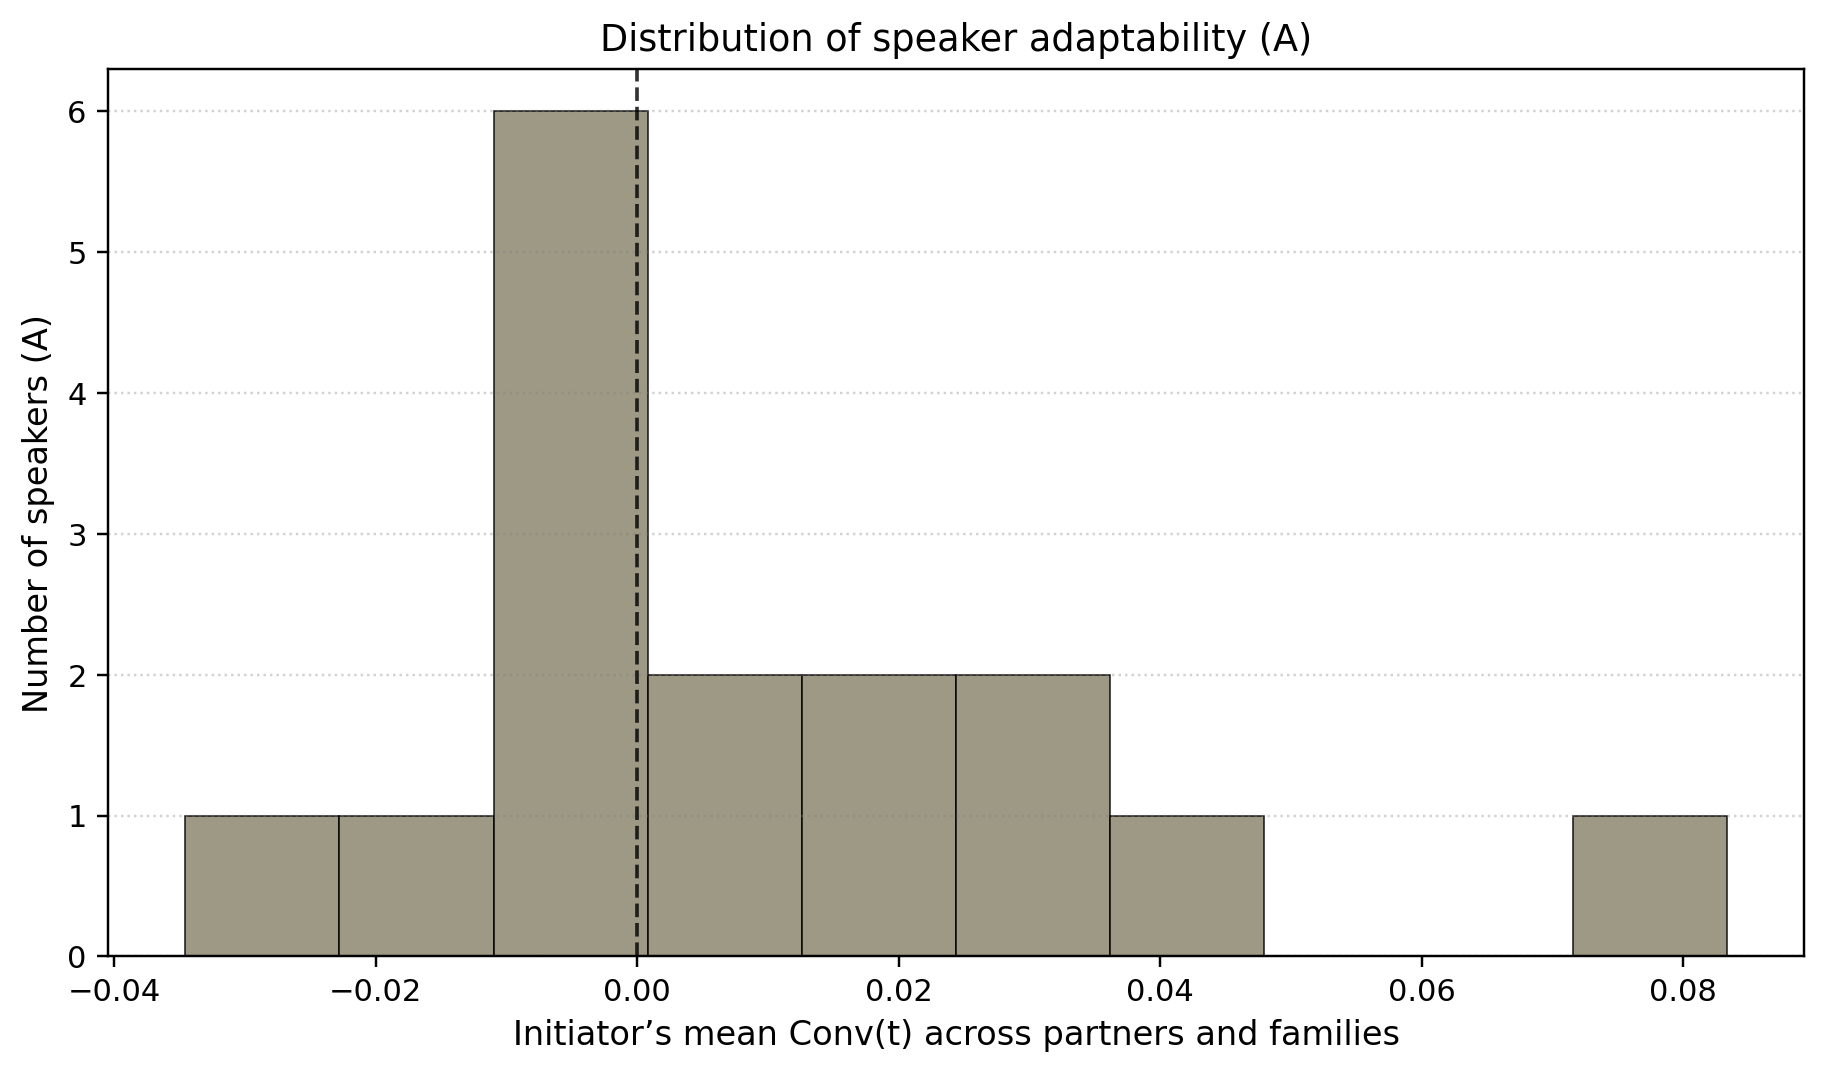 Distribution of speaker adaptability (A)
Number of speakers (A)
6
5
4
3
2
1
0
−0.04 −0.02 0.00 0.02 0.04 0.06 0.08
Initiator’s mean Conv(t) across partners and families